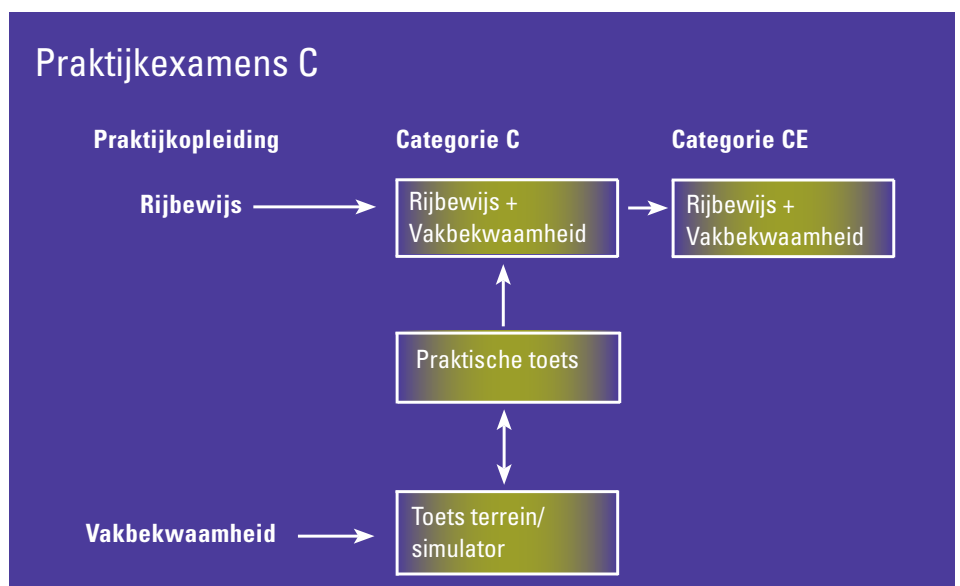 Praktijkexamens C
Praktijkopleiding
Categorie C
Categorie CE
Rijbewijs
Rijbewijs +
Vakbekwaamheid
Rijbewijs +
Vakbekwaamheid
Praktische toets
Vakbekwaamheid
Toets terrein/
simulator